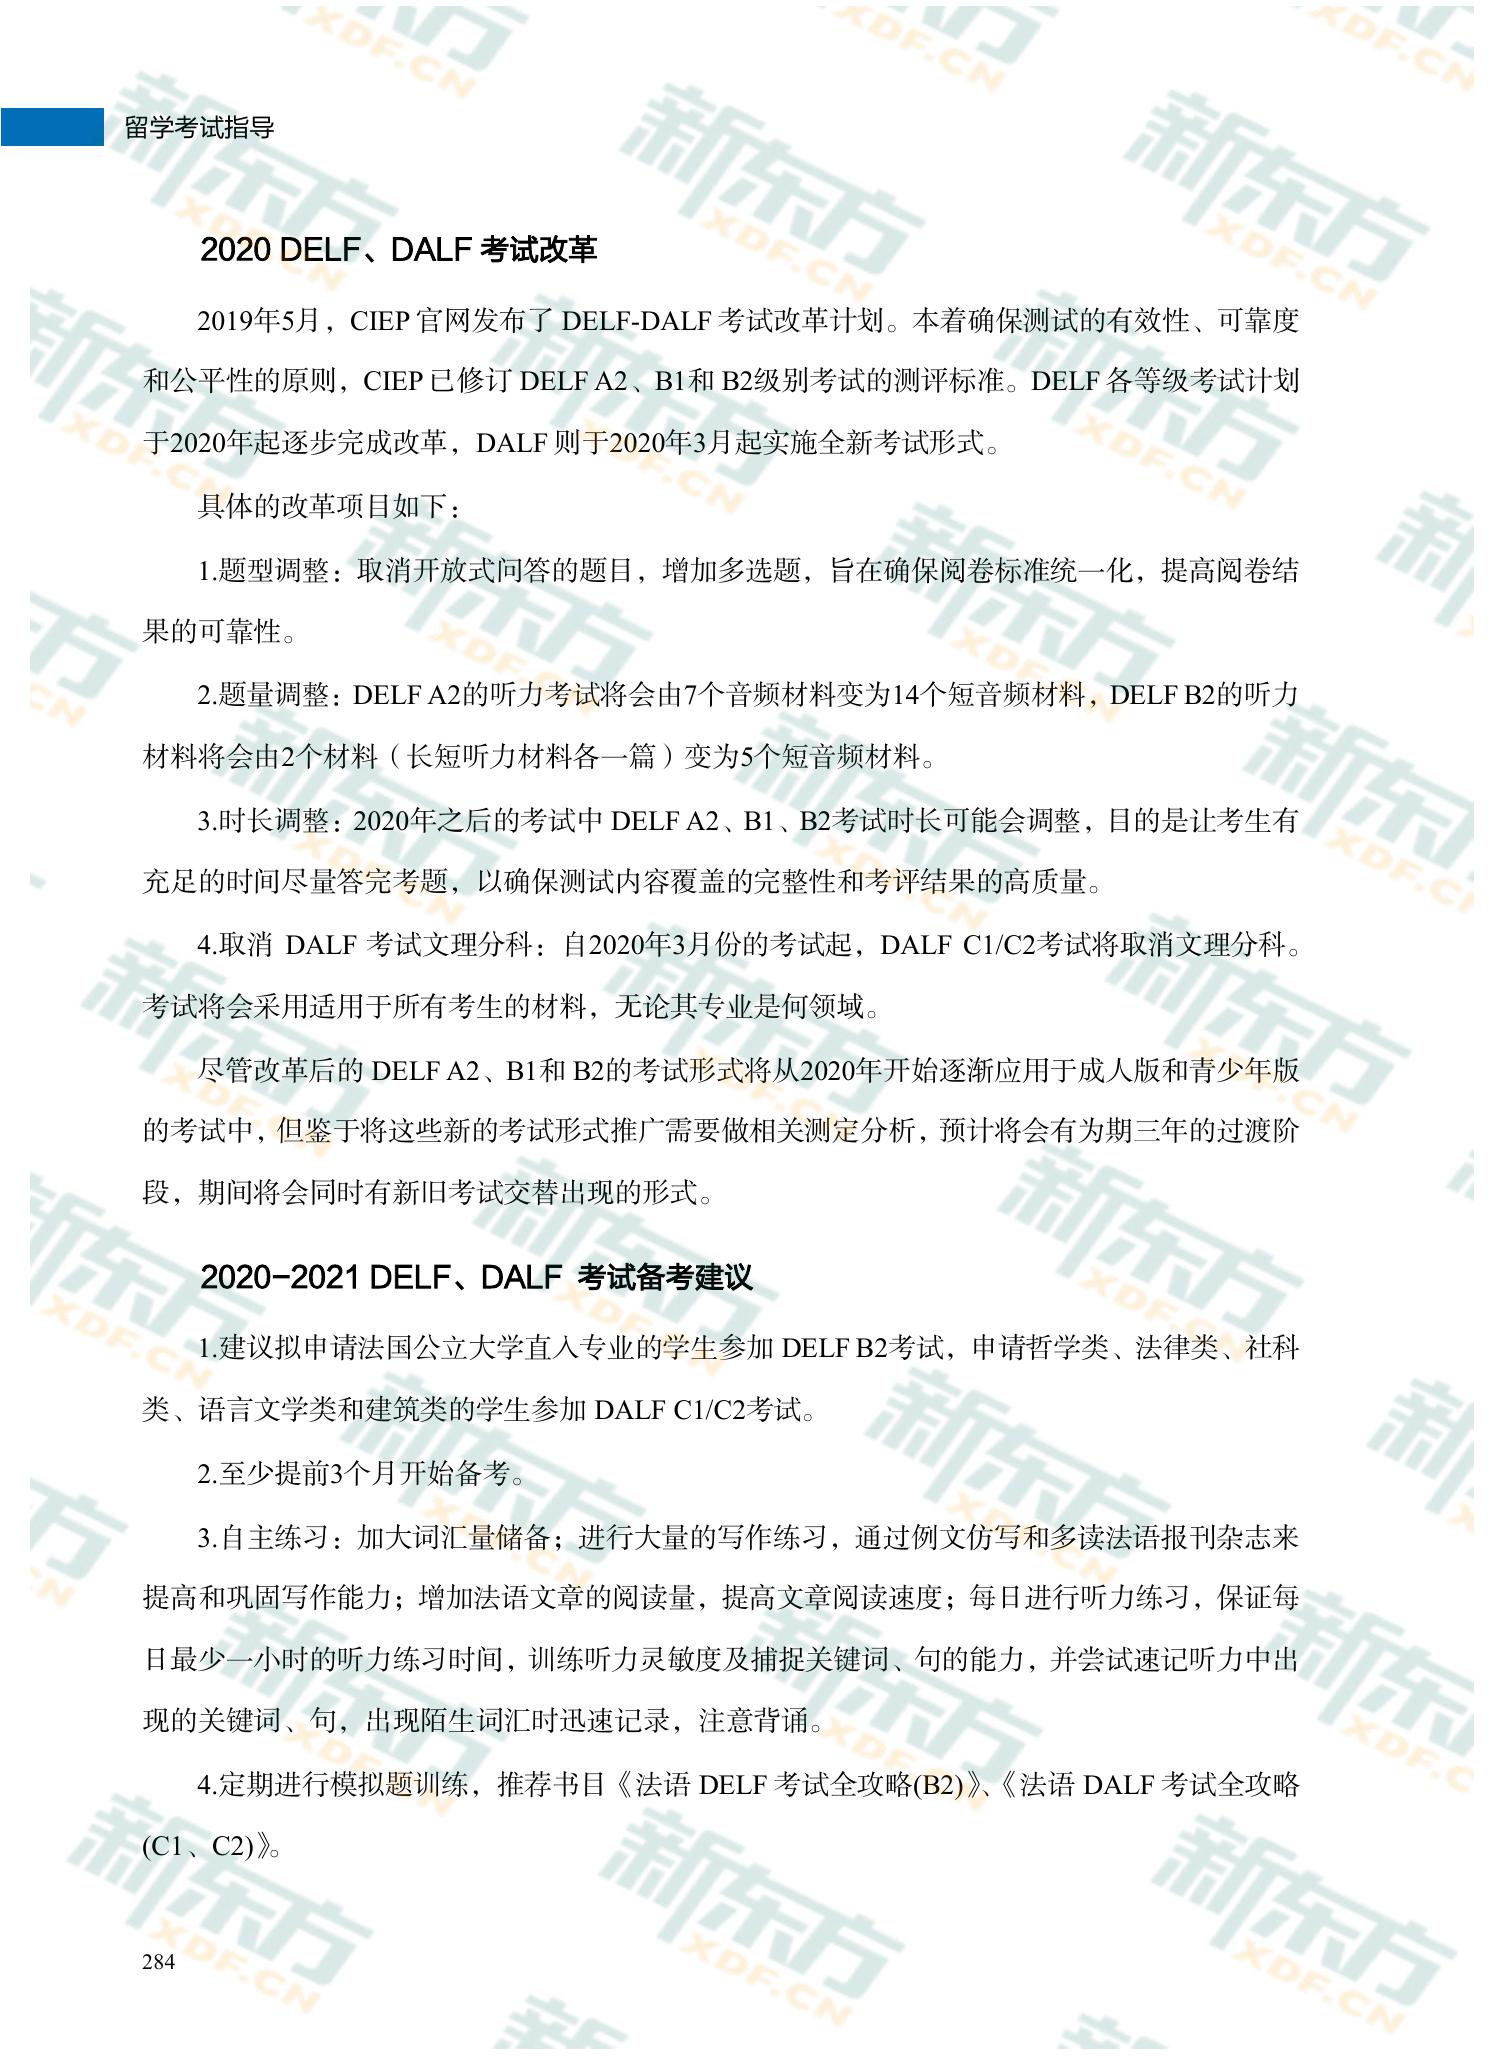 留学考试指导
2020 DELF、DALF 考试改革
2019年5月，CIEP 官网发布了 DELF-DALF 考试改革计划。本着确保测试的有效性、可靠度
和公平性的原则，CIEP 已修订 DELF A2、B1和 B2级别考试的测评标准。DELF 各等级考试计划
于2020年起逐步完成改革，DALF 则于2020年3月起实施全新考试形式。
具体的改革项目如下：
1.题型调整：取消开放式问答的题目，增加多选题，旨在确保阅卷标准统一化，提高阅卷结
果的可靠性。
2.题量调整：DELF A2的听力考试将会由7个音频材料变为14个短音频材料，DELF B2的听力
材料将会由2个材料（长短听力材料各一篇）变为5个短音频材料。
3.时长调整：2020年之后的考试中 DELF A2、B1、B2考试时长可能会调整，目的是让考生有
充足的时间尽量答完考题，以确保测试内容覆盖的完整性和考评结果的高质量。
4.取消 DALF 考试文理分科：自2020年3月份的考试起，DALF C1/C2考试将取消文理分科。
考试将会采用适用于所有考生的材料，无论其专业是何领域。
尽管改革后的 DELF A2、B1和 B2的考试形式将从2020年开始逐渐应用于成人版和青少年版
的考试中，但鉴于将这些新的考试形式推广需要做相关测定分析，预计将会有为期三年的过渡阶
段，期间将会同时有新旧考试交替出现的形式。
2020-2021 DELF、DALF 考试备考建议
1.建议拟申请法国公立大学直入专业的学生参加 DELF B2考试，申请哲学类、法律类、社科
类、语言文学类和建筑类的学生参加 DALF C1/C2考试。
2.至少提前3个月开始备考。
3.自主练习：加大词汇量储备；进行大量的写作练习，通过例文仿写和多读法语报刊杂志来
提高和巩固写作能力；增加法语文章的阅读量，提高文章阅读速度；每日进行听力练习，保证每
日最少一小时的听力练习时间，训练听力灵敏度及捕捉关键词、句的能力，并尝试速记听力中出
现的关键词、句，出现陌生词汇时迅速记录，注意背诵。
4.定期进行模拟题训练，推荐书目《法语 DELF 考试全攻略(B2)》、《法语 DALF 考试全攻略
(C1、C2)》。
284
新东方
XDF.CN